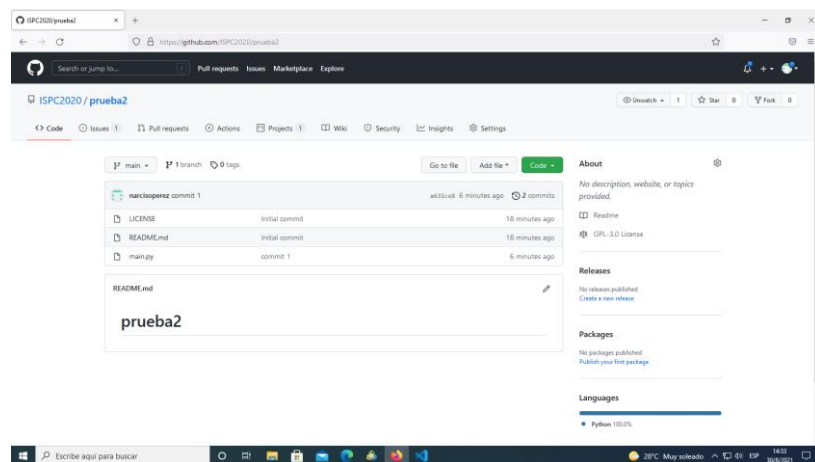 ISPC2020/prueba2
https://github.com/ISPC2020/prueba2
Search or jump to... / Pull requests Issues Marketplace Explore
ISPC2020 / prueba2 Unwatch 1 Star 0 Fork 0
Code Issues 1 Pull requests Actions Projects 1 Wiki Security Insights Settings
main 1 branch 0 tags Go to file Add file Code
narcisoperez commit 1 6 minutes ago 2 commits
LICENSE Initial commit 18 minutes ago
README.md Initial commit 18 minutes ago
main.py commit 1 6 minutes ago
README.md
prueba2
About
No description, website, or topics
provided.
Readme
GPL-3.0 License
Releases
No releases published
Create a new release
Packages
No packages published
Publish your first package
Languages
Python 100.0%
Escribe aquí para buscar 28°C Muy soleado ESP 14:33
30/8/2021